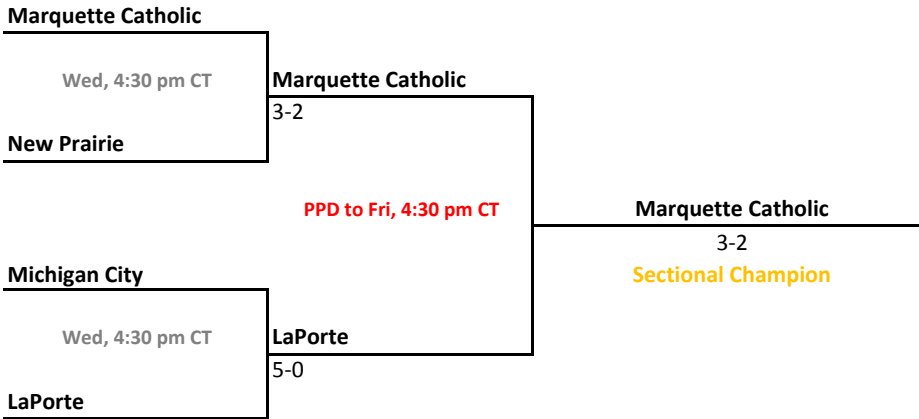 Marquette Catholic
Wed, 4:30 pm CT
Marquette Catholic
3-2
New Prairie
PPD to Fri, 4:30 pm CT
Marquette Catholic
3-2
Sectional Champion
Michigan City
Wed, 4:30 pm CT
LaPorte
5-0
LaPorte